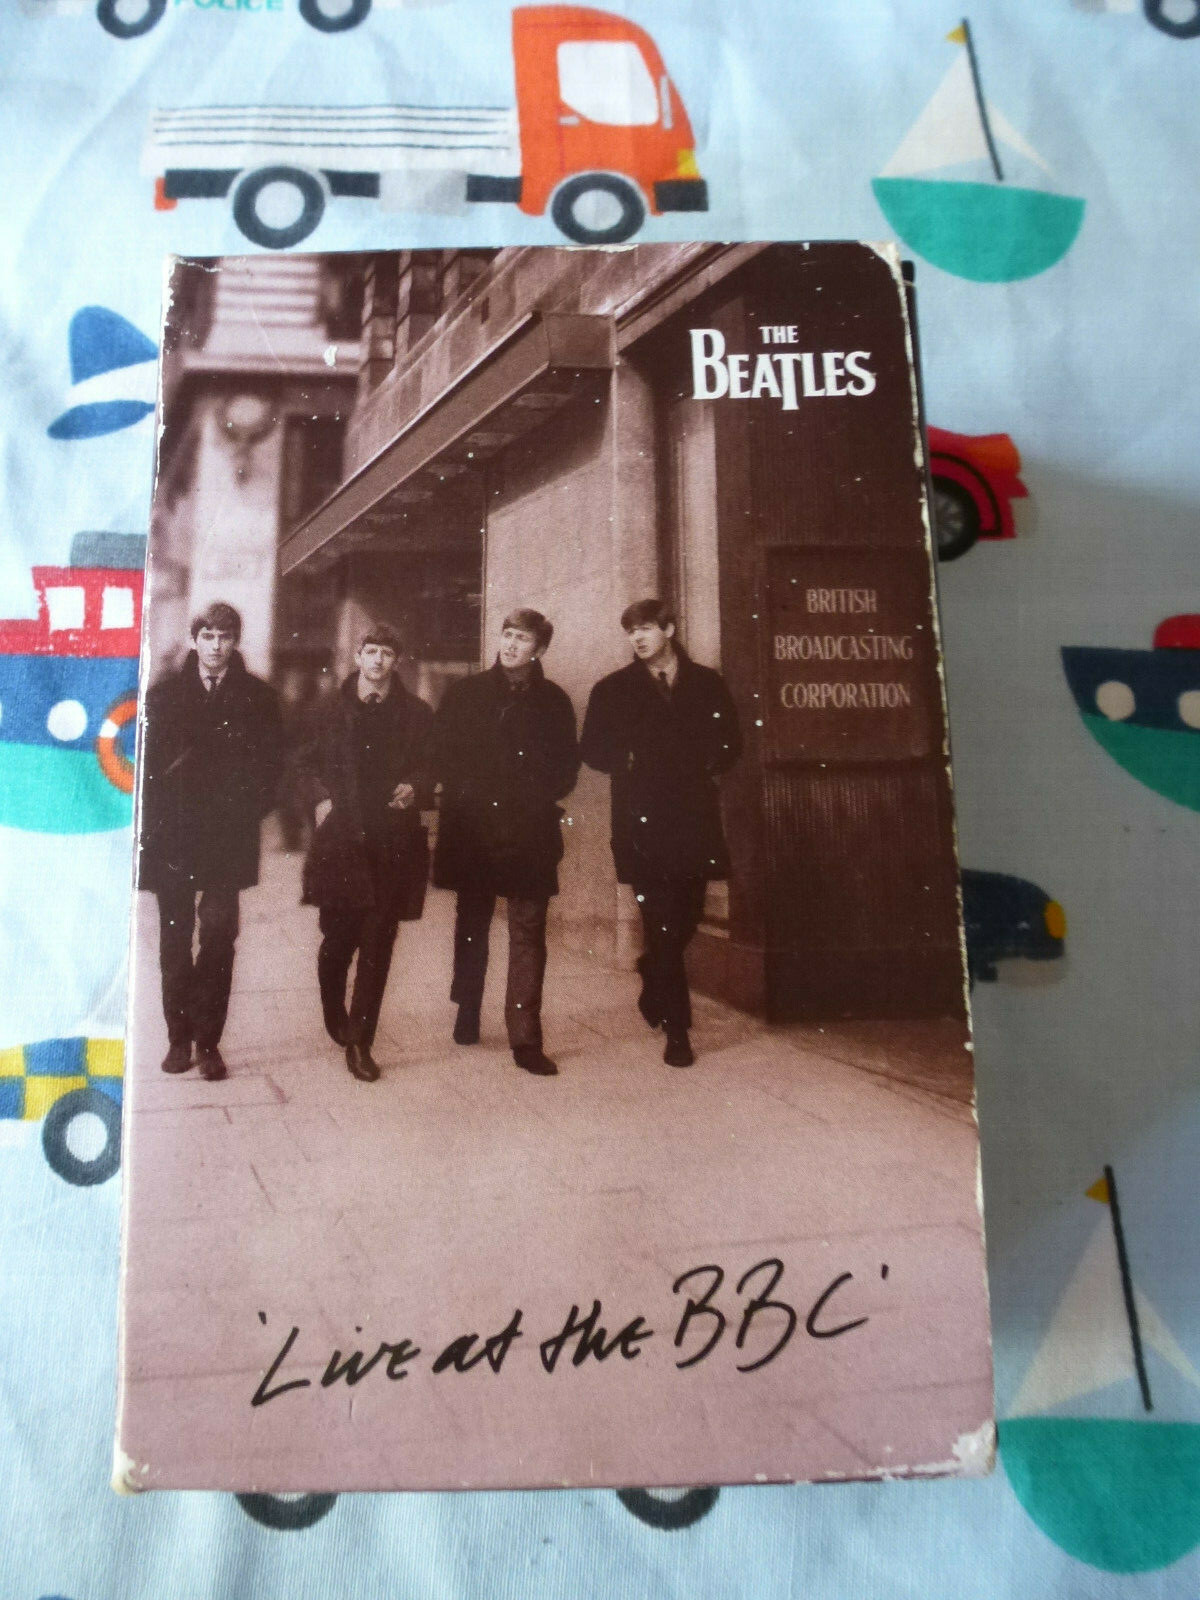 POLICE
THE
BEATLES
BRITISH
BROADCASTING
CORPORATION
'Live at the BBC'